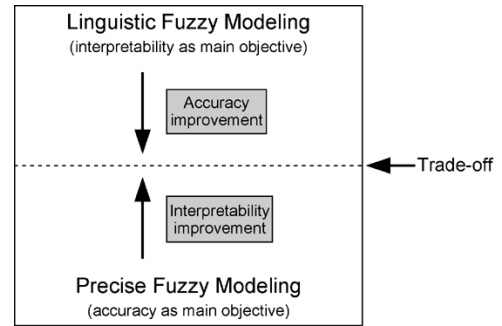 Linguistic Fuzzy Modeling
(interpretability as main objective)
Accuracy
improvement
Trade-off
Interpretability
improvement
Precise Fuzzy Modeling
(accuracy as main objective)